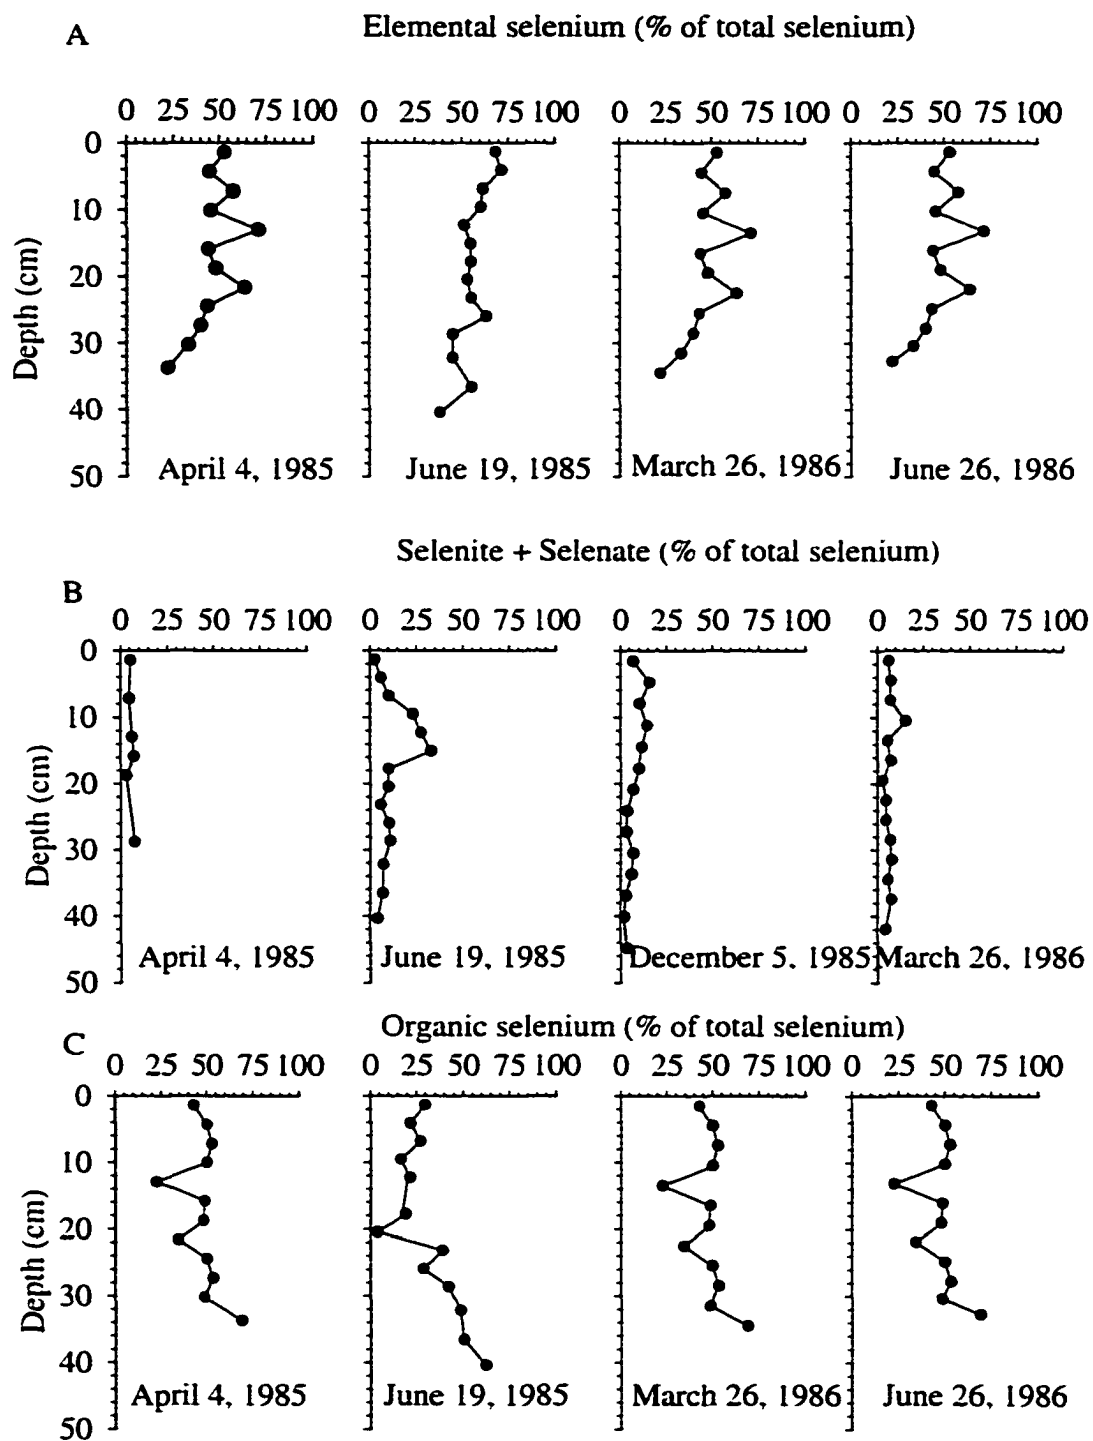 A
Elemental selenium (% of total selenium)
0 25 50 75 100 0 25 50 75 100 0 25 50 75 100 0 25 50 75 100
0
10
20
30
40
50
Depth (cm)
April 4, 1985 June 19, 1985 March 26, 1986 June 26, 1986
Selenite + Selenate (% of total selenium)
B
0 25 50 75 100 0 25 50 75 100 0 25 50 75 100 0 25 50 75 100
0
10
20
30
40
50
Depth (cm)
April 4, 1985 June 19, 1985 December 5, 1985 March 26, 1986
C
Organic selenium (% of total selenium)
0 25 50 75 100 0 25 50 75 100 0 25 50 75 100 0 25 50 75 100
0
10
20
30
40
50
Depth (cm)
April 4, 1985 June 19, 1985 March 26, 1986 June 26, 1986